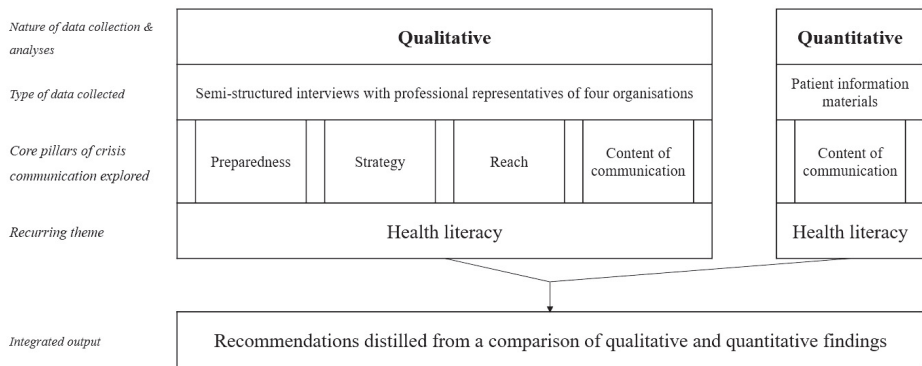 Nature of data collection &
analyses
Qualitative
Quantitative
Type of data collected
Semi-structured interviews with professional representatives of four organisations
Patient information
materials
Core pillars of crisis
communication explored
Preparedness
Strategy
Reach
Content of
communication
Content of
communication
Recurring theme
Health literacy
Health literacy
Integrated output
Recommendations distilled from a comparison of qualitative and quantitative findings